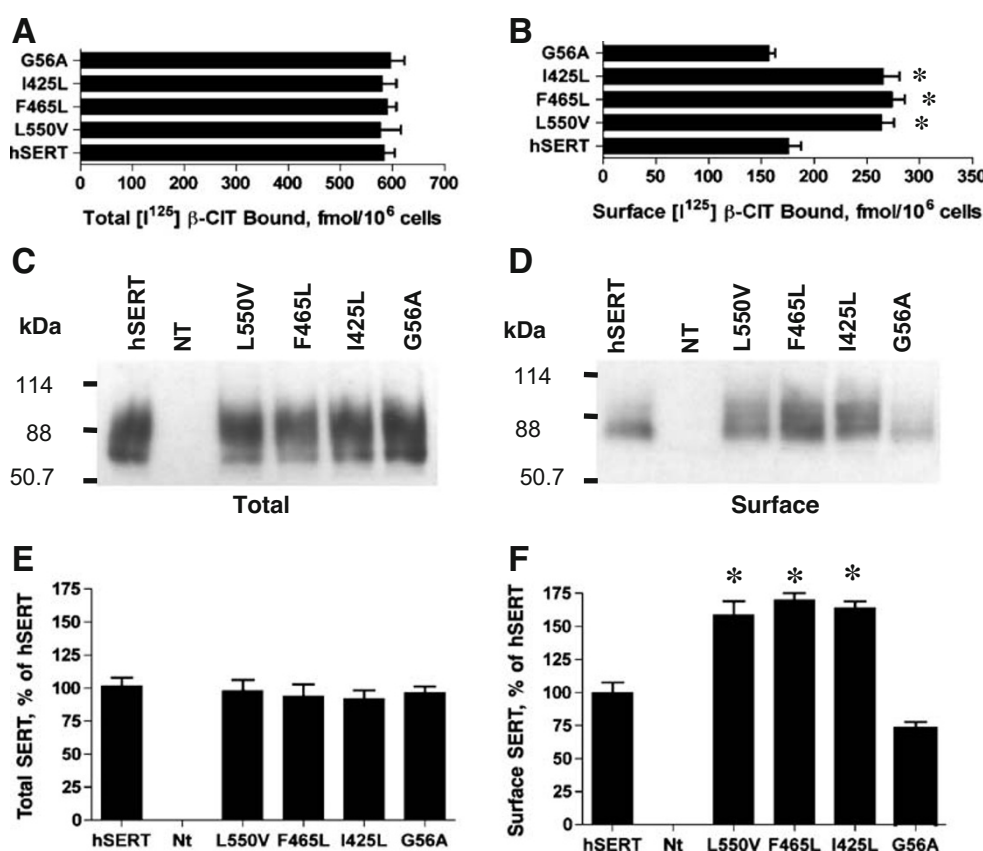 A
G56A
I425L
F465L
L550V
hSERT
0 100 200 300 400 500 600 700
Total [I¹²⁵] β-CIT Bound, fmol/10⁶ cells
B
G56A
I425L *
F465L *
L550V *
hSERT
0 50 100 150 200 250 300 350
Surface [I¹²⁵] β-CIT Bound, fmol/10⁶ cells
C
kDa
hSERT NT L550V F465L I425L G56A
114
88
50.7
Total
D
kDa
hSERT NT L550V F465L I425L G56A
114
88
50.7
Surface
E
Total SERT, % of hSERT
175
150
125
100
75
50
25
0
hSERT Nt L550V F465L I425L G56A
F
Surface SERT, % of hSERT
175
150
125
100
75
50
25
0
* * *
hSERT Nt L550V F465L I425L G56A